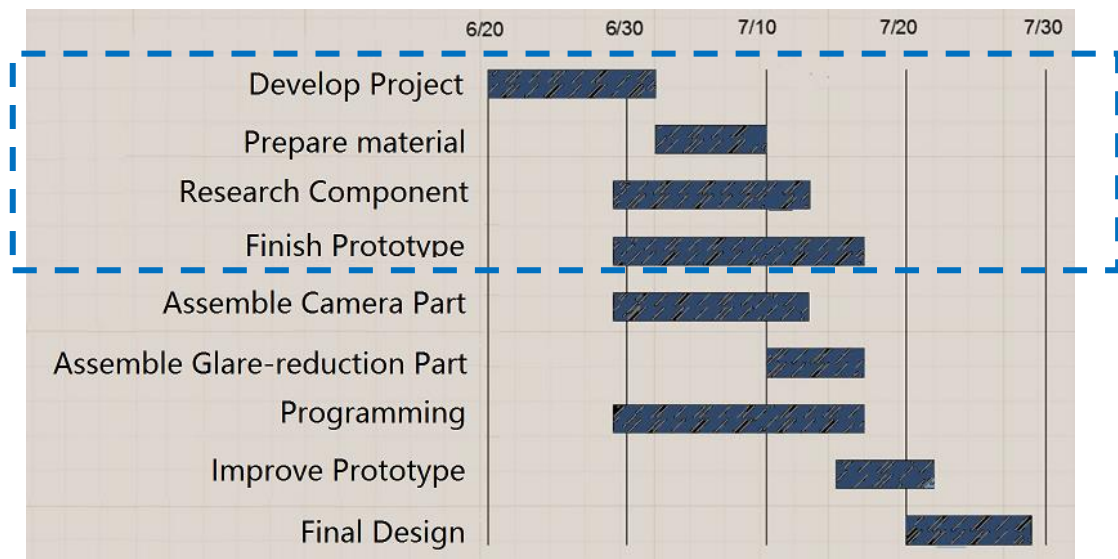 6/20 6/30 7/10 7/20 7/30
Develop Project
Prepare material
Research Component
Finish Prototype
Assemble Camera Part
Assemble Glare-reduction Part
Programming
Improve Prototype
Final Design